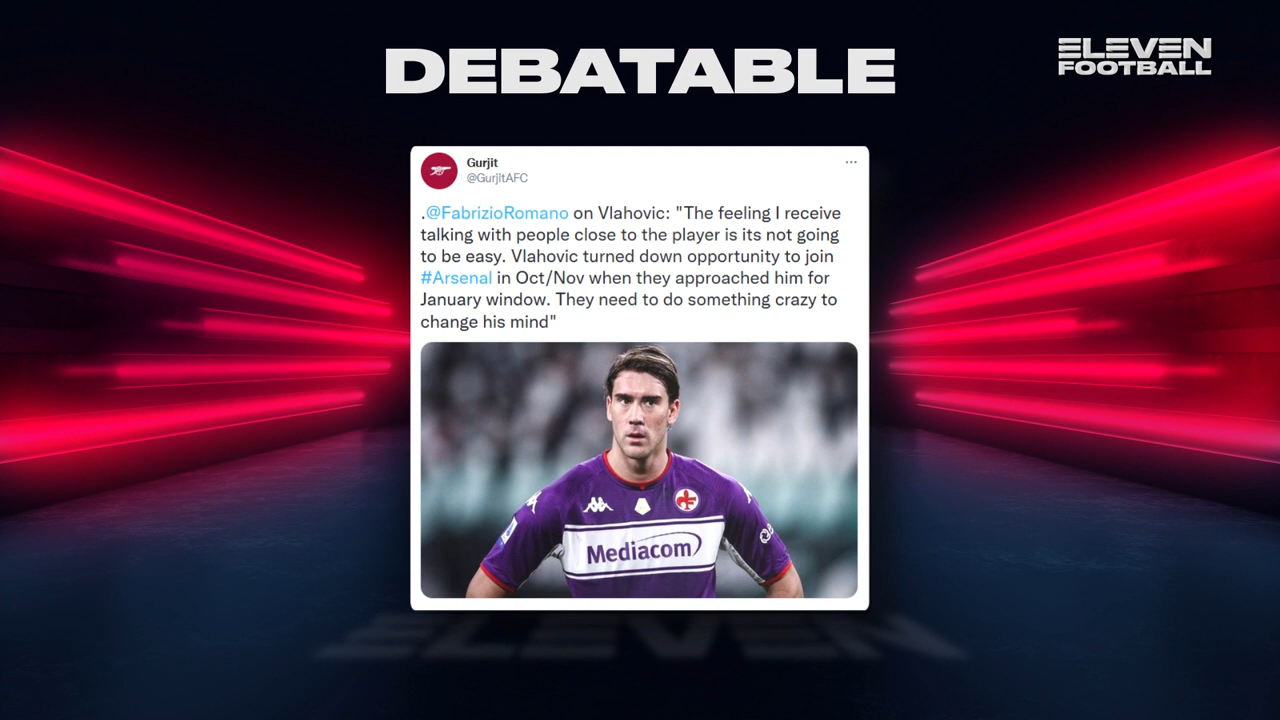 DEBATABLE
ELEVEN
FOOTBALL
Gurjit
@GurjitAFC
.@FabrizioRomano on Vlahovic: "The feeling I receive
talking with people close to the player is its not going
to be easy. Vlahovic turned down opportunity to join
#Arsenal in Oct/Nov when they approached him for
January window. They need to do something crazy to
change his mind"
Mediacom
ELEVEN